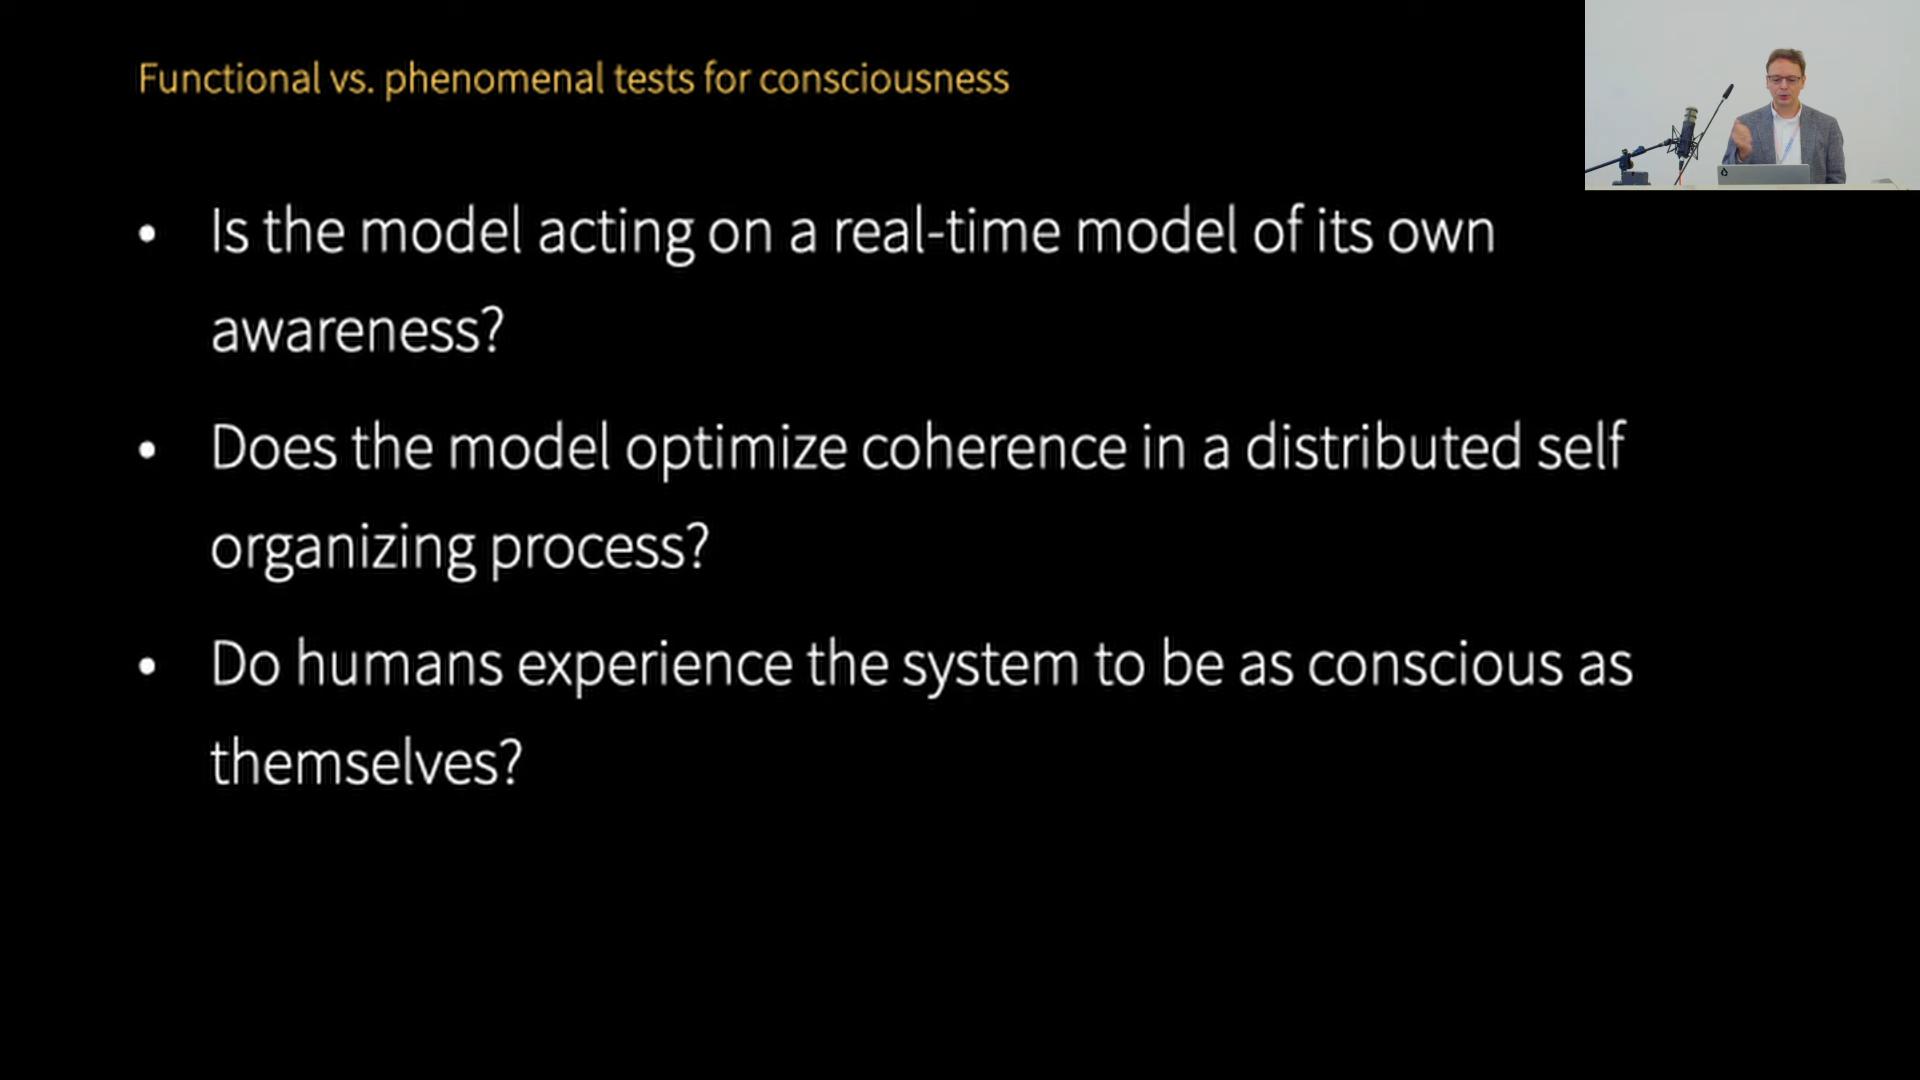 Functional vs. phenomenal tests for consciousness
• Is the model acting on a real-time model of its own
awareness?
• Does the model optimize coherence in a distributed self
organizing process?
• Do humans experience the system to be as conscious as
themselves?